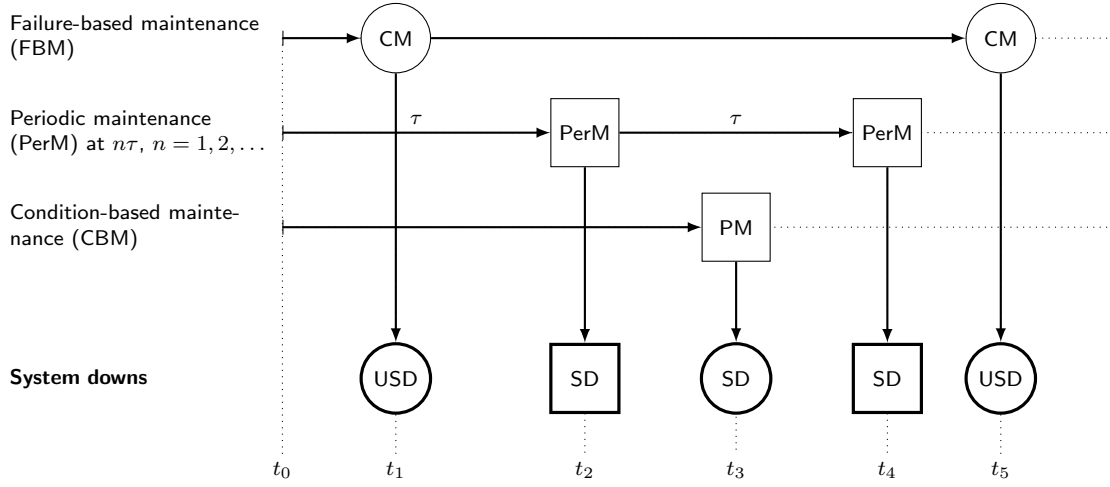 Failure-based maintenance
(FBM)
CM
CM
Periodic maintenance
(PerM) at nτ, n = 1, 2, . . .
τ
PerM
τ
PerM
Condition-based mainte-
nance (CBM)
PM
System downs
USD
SD
SD
SD
USD
t₀
t₁
t₂
t₃
t₄
t₅